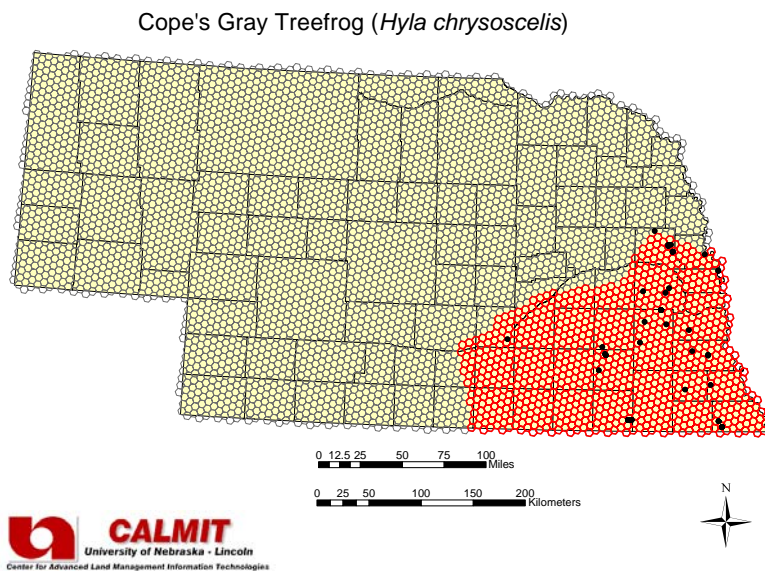 Cope's Gray Treefrog (Hyla chrysoscelis)
0 12.5 25 50 75 100
Miles
0 25 50 100 150 200
Kilometers
N
CALMIT
University of Nebraska - Lincoln
Center for Advanced Land Management Information Technologies